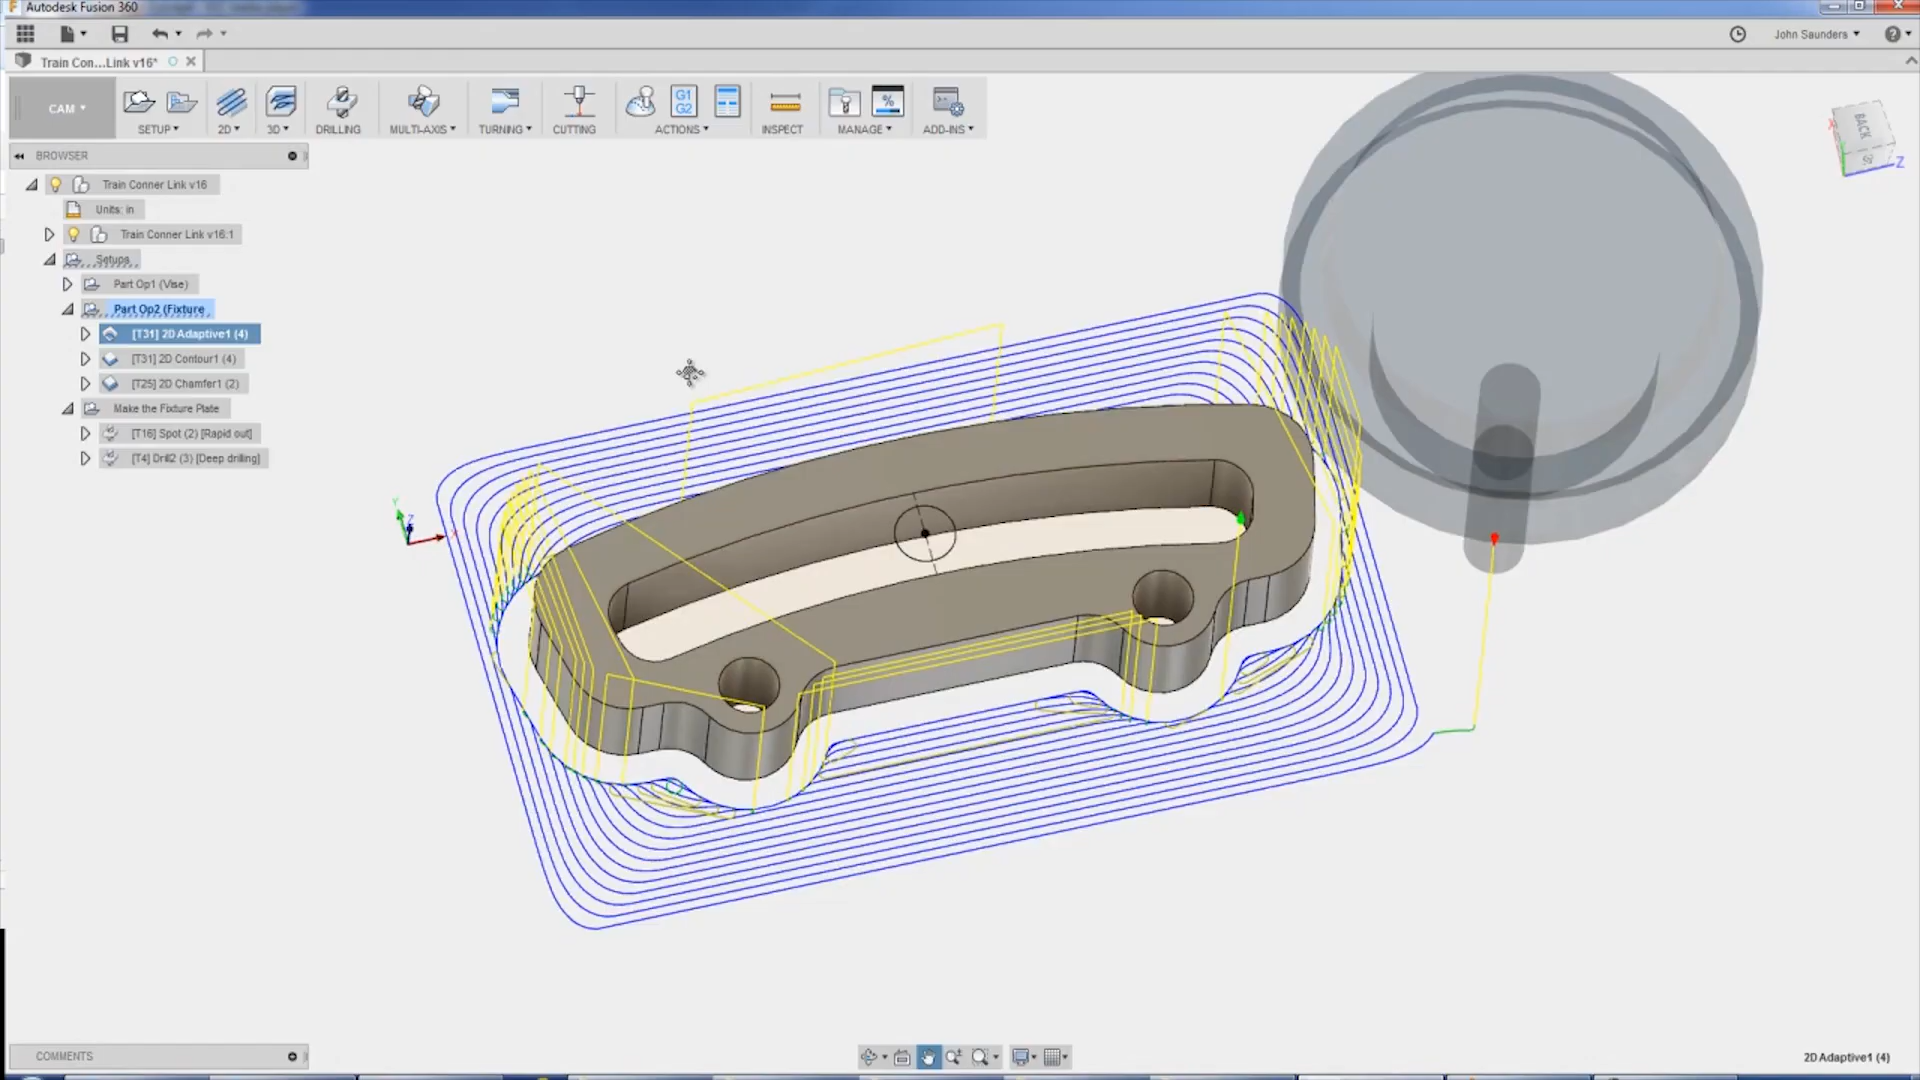 Autodesk Fusion 360
John Saunders
Train Con...Link v16*
CAM
SETUP
2D
3D
DRILLING
MULTI-AXIS
TURNING
CUTTING
G1
G2
ACTIONS
INSPECT
MANAGE
ADD-INS
BROWSER
Train Conner Link v16
Units: in
Train Conner Link v16:1
Setups
Part Op1 (Vise)
Part Op2 (Fixture
[T31] 2D Adaptive1 (4)
[T31] 2D Contour1 (4)
[T25] 2D Chamfer1 (2)
Make the Fixture Plate
[T16] Spot (2) [Rapid out]
[T4] Drill2 (3) [Deep drilling]
BACK
X
Z
Y
Z
COMMENTS
2D Adaptive1 (4)